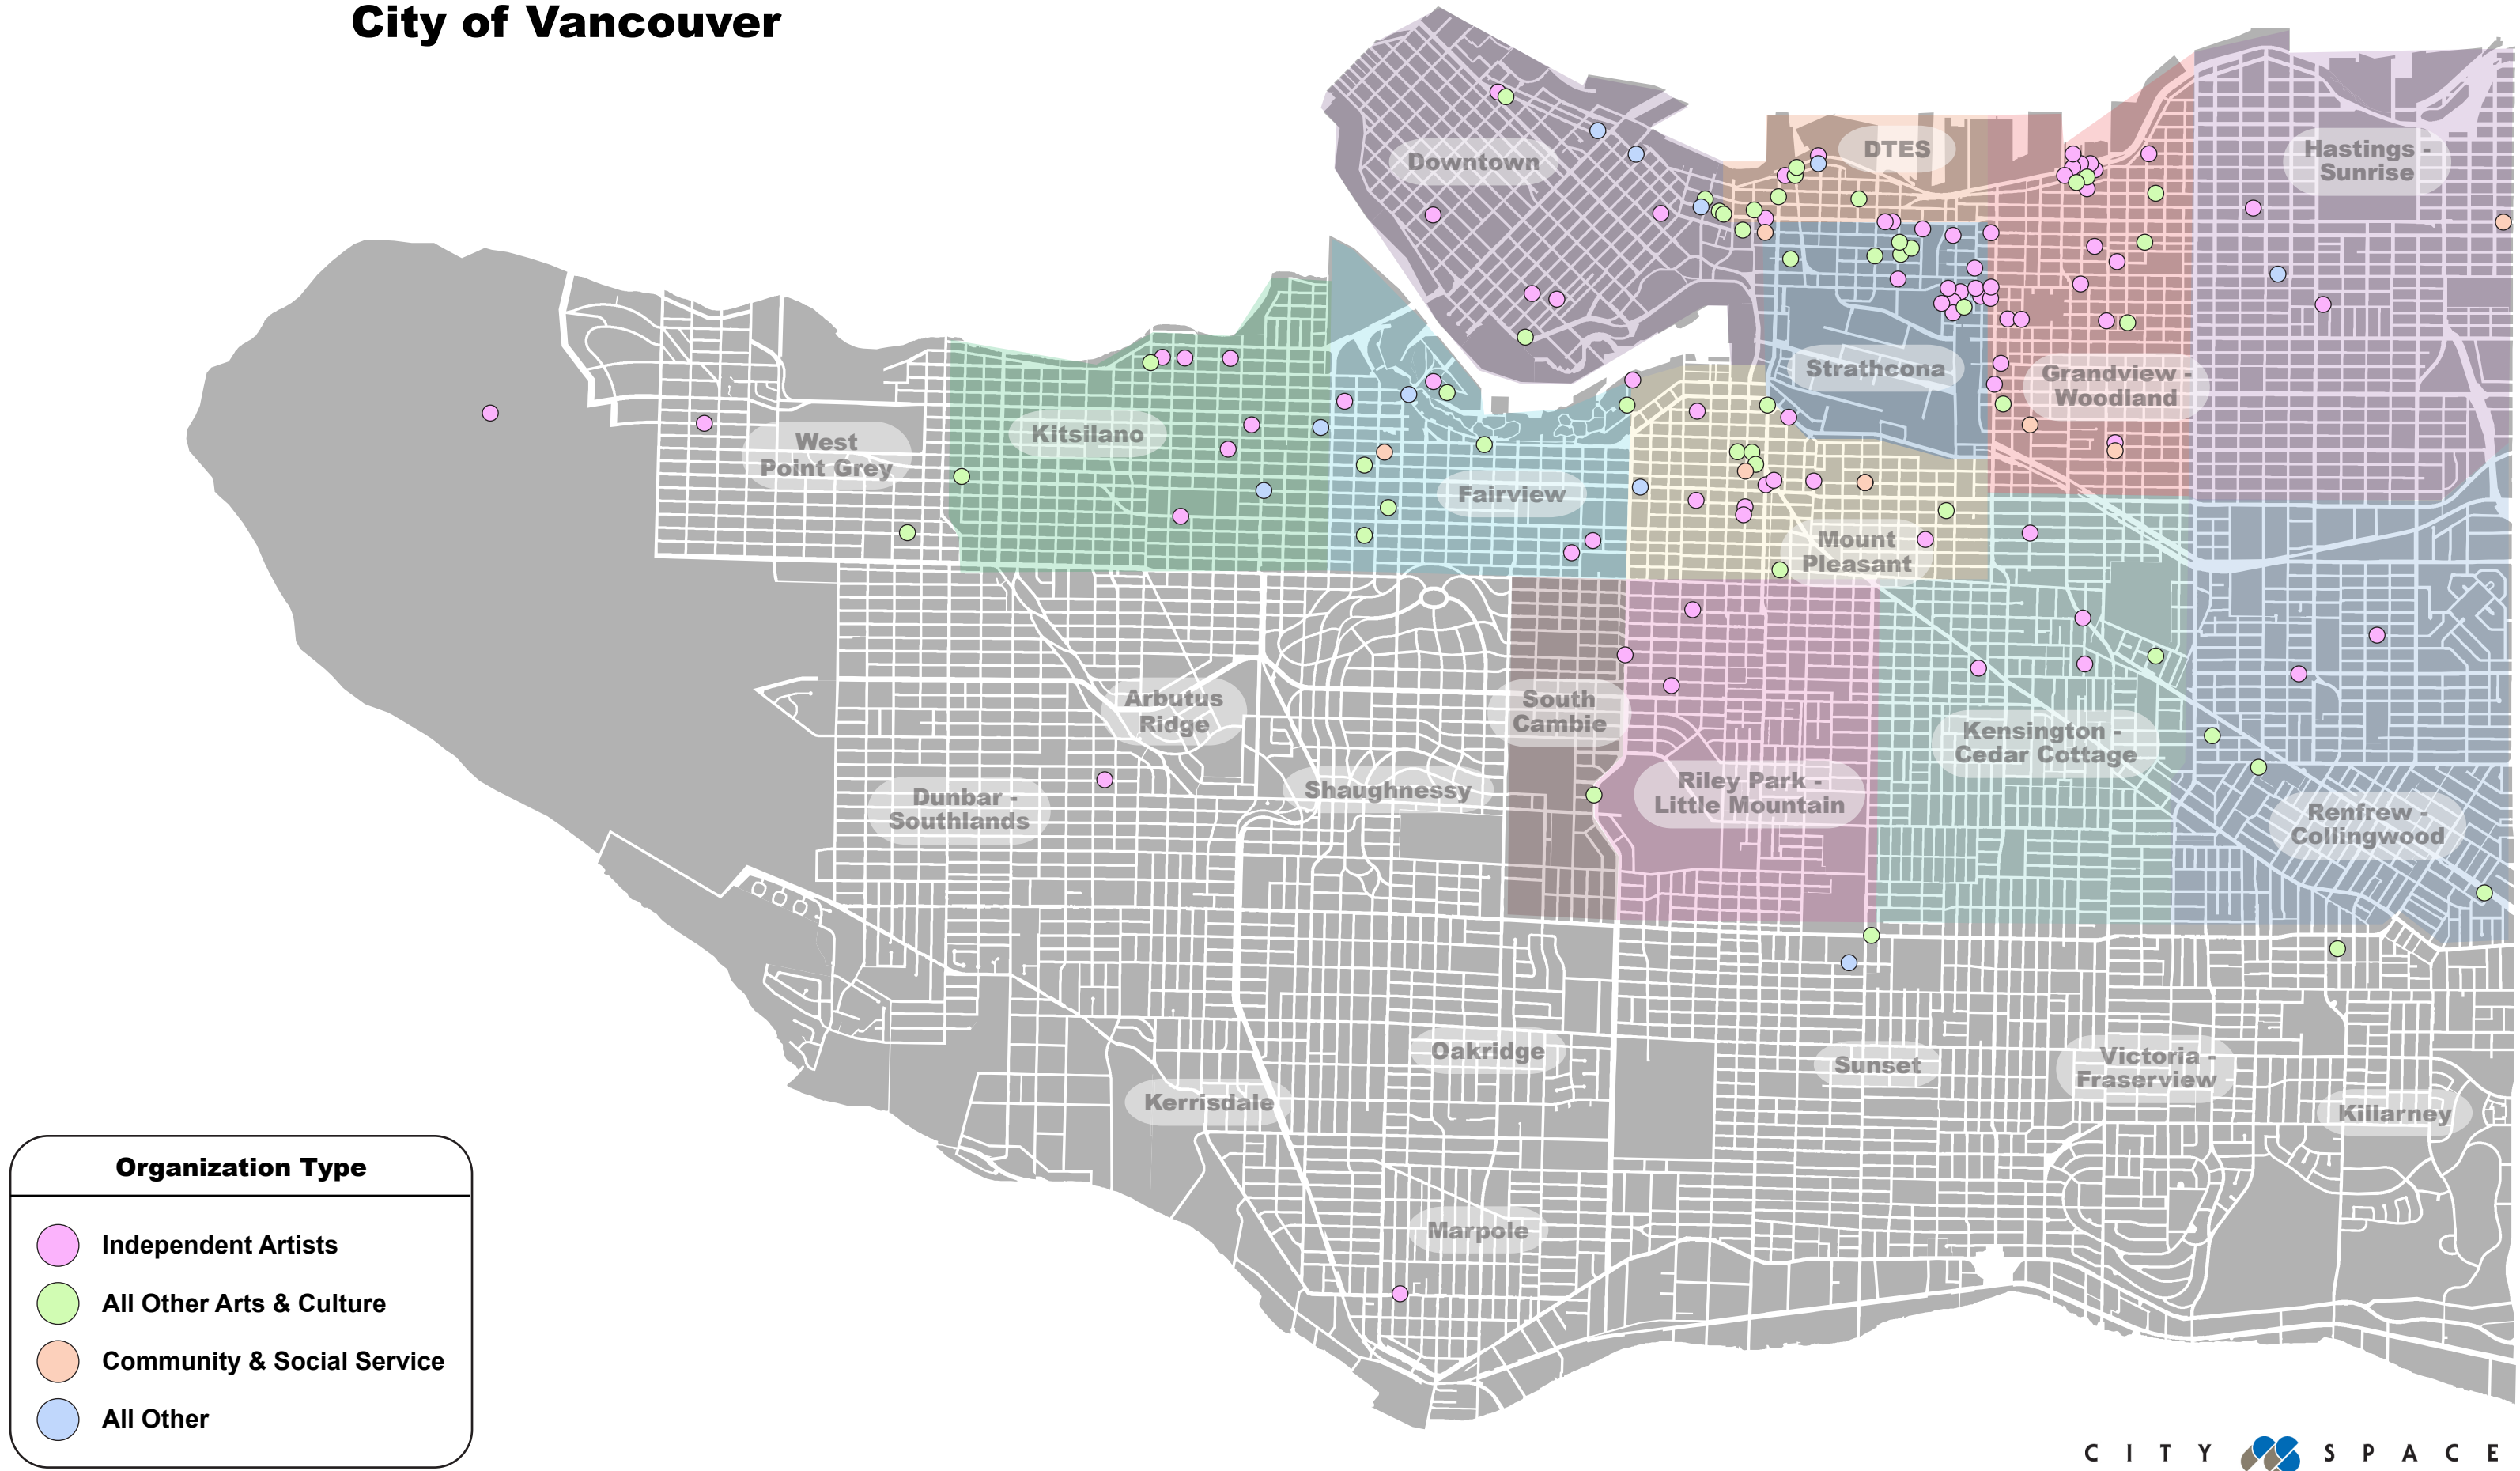 City of Vancouver
Downtown
DTES
Hastings -
Sunrise
Strathcona
Grandview -
Woodland
West
Point Grey
Kitsilano
Fairview
Mount
Pleasant
Arbutus
Ridge
South
Cambie
Kensington -
Cedar Cottage
Dunbar -
Southlands
Shaughnessy
Riley Park -
Little Mountain
Renfrew -
Collingwood
Oakridge
Sunset
Victoria -
Fraserview
Kerrisdale
Killarney
Marpole
Organization Type
Independent Artists
All Other Arts & Culture
Community & Social Service
All Other
CITY SPACE